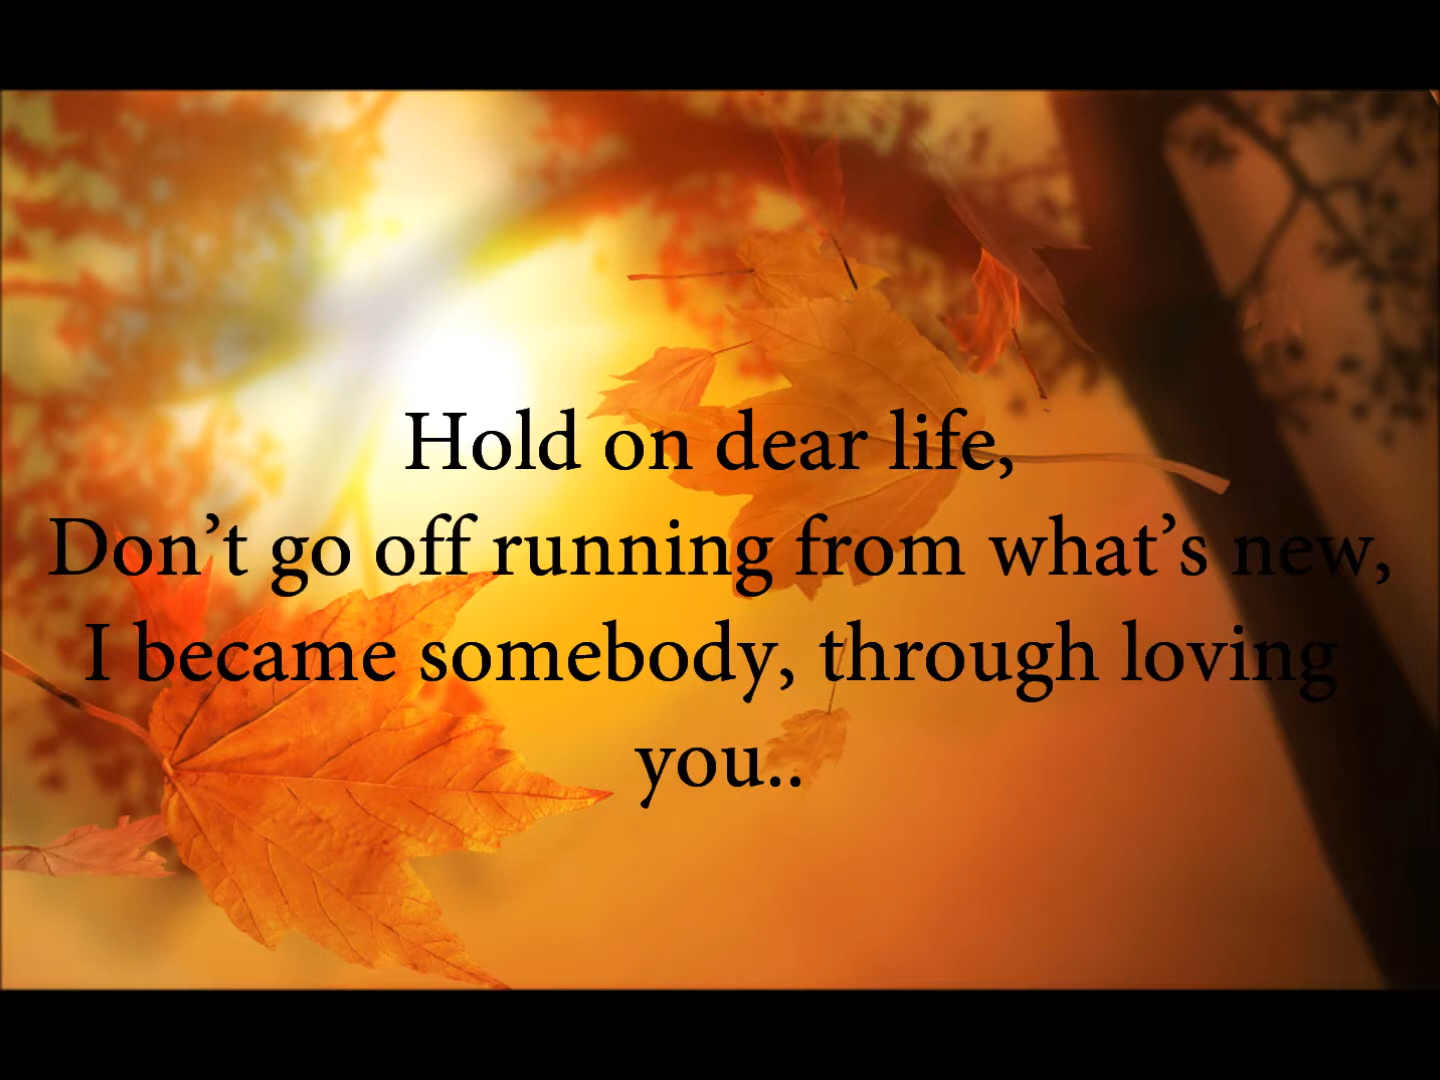 Hold on dear life,
Don’t go off running from what’s new,
I became somebody, through loving
you..